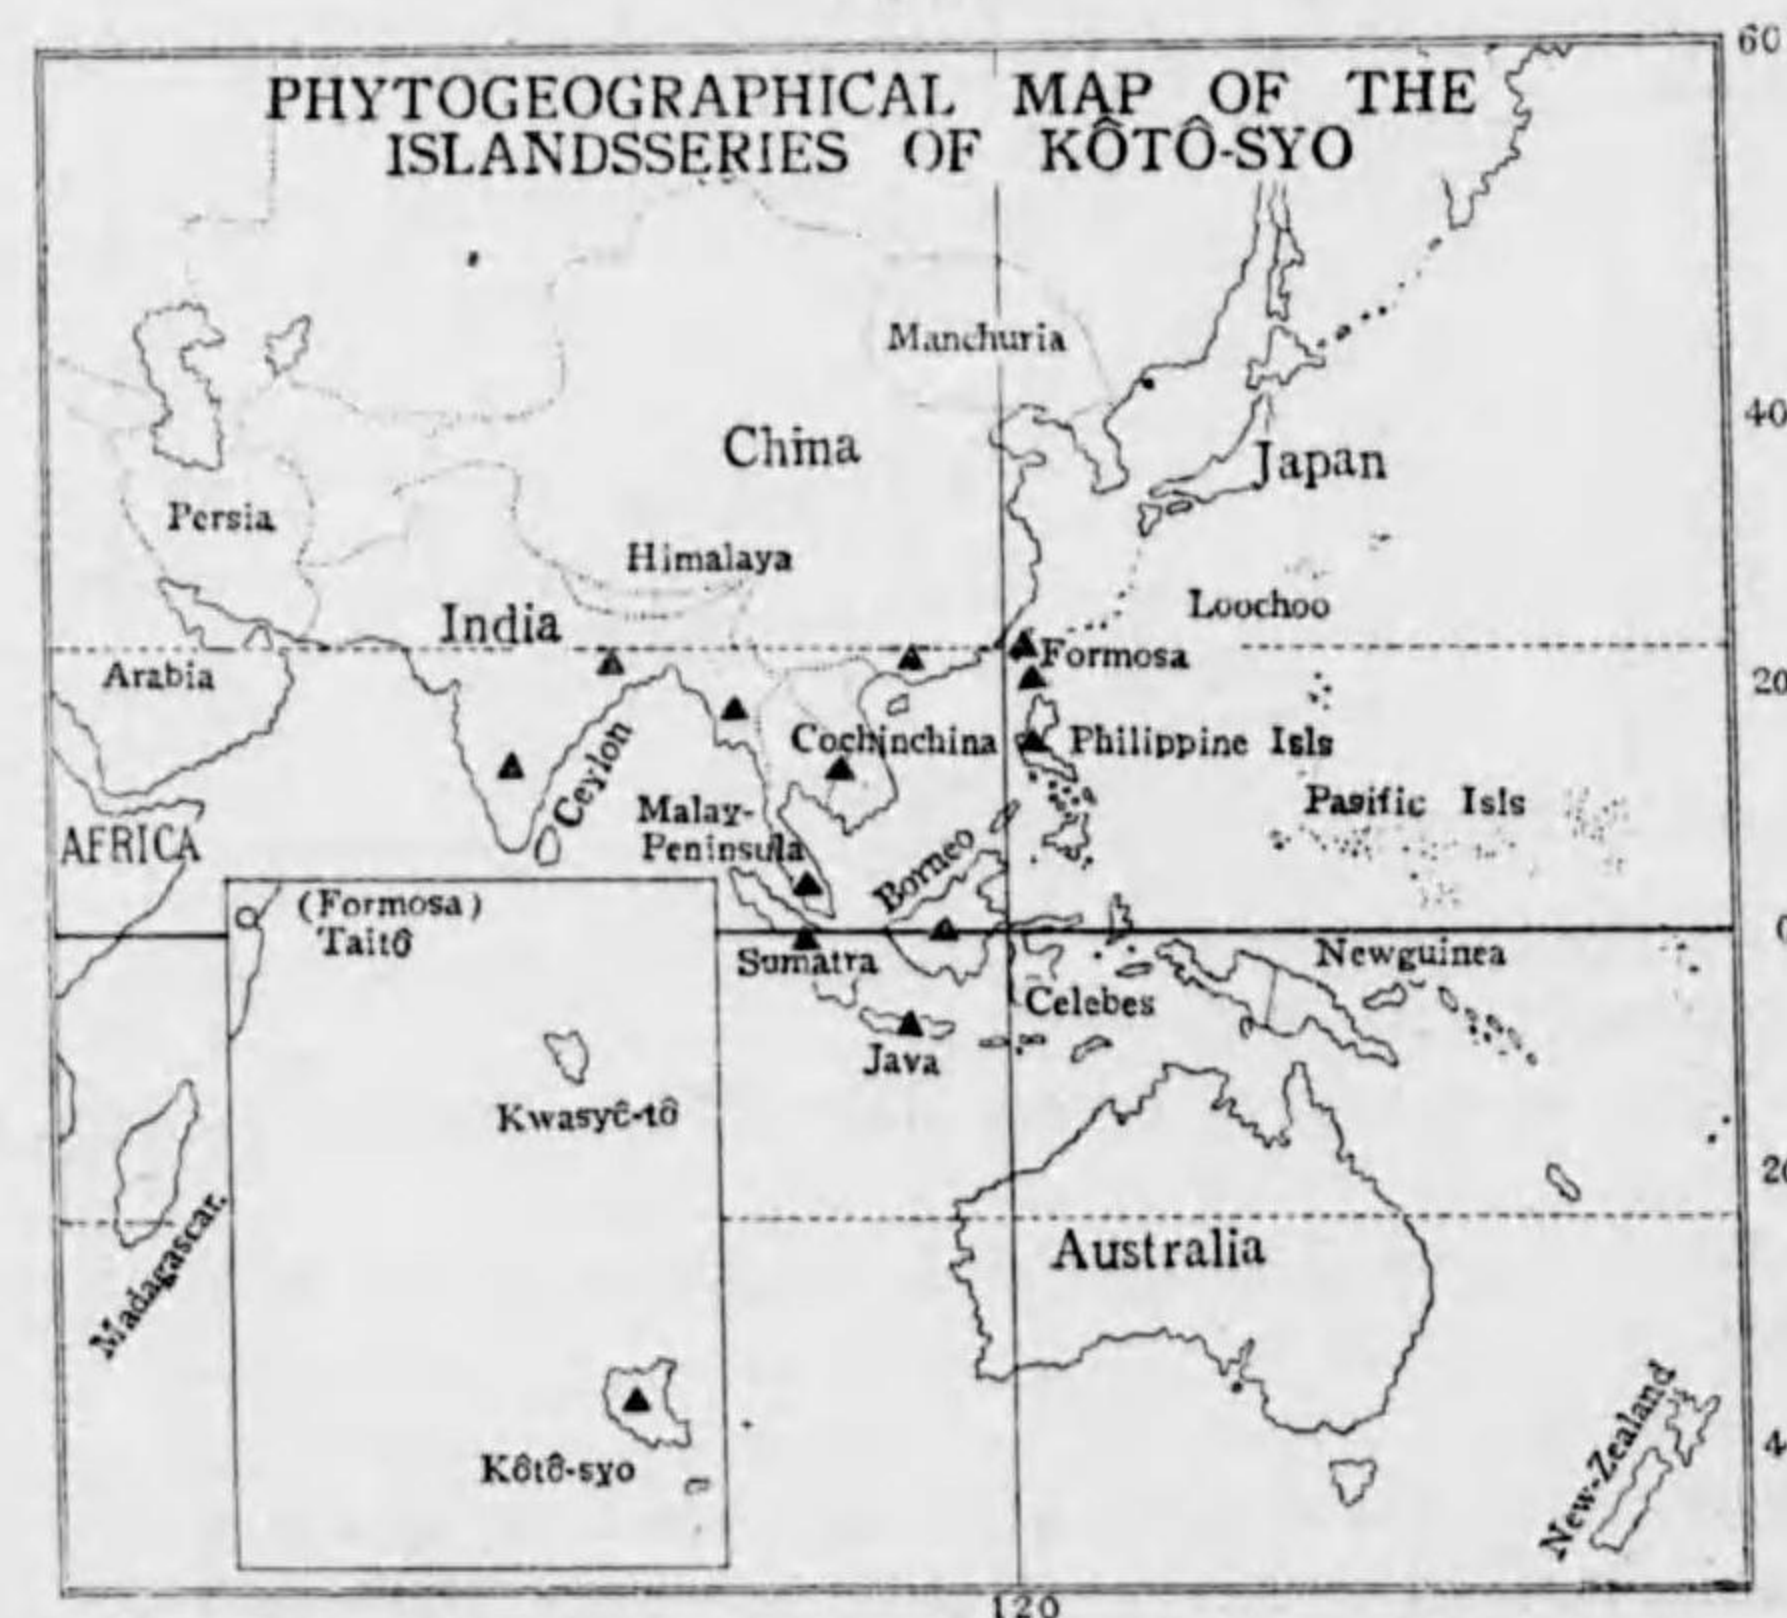 60
PHYTOGEOGRAPHICAL MAP OF THE
ISLANDSSERIES OF KÔTÔ-SYO
Manchuria
40
China
Japan
Persia
Himalaya
Loochoo
India
Formosa
Arabia
20
Cochinchina
Philippine Isls
Ceylon
Malay-
Peninsula
Pasific Isls
AFRICA
Borneo
(Formosa)
Taitô
0
Sumatra
Newguinea
Celebes
Java
Kwasyô-tô
20
Madagascar.
Australia
New-Zealand
4
Kôtô-syo
120